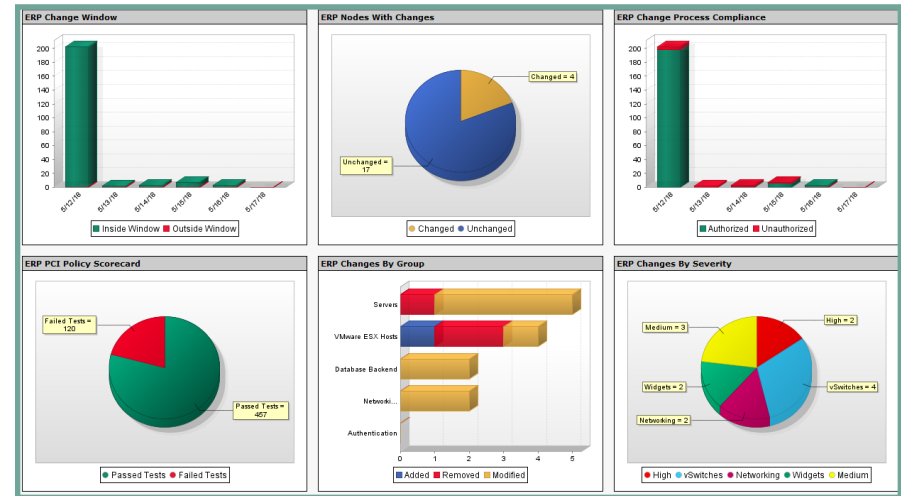 ERP Change Window
200
180
160
140
120
100
80
60
40
20
0
5/12/18
5/13/18
5/14/18
5/15/18
5/16/18
5/17/18
Inside Window Outside Window
ERP Nodes With Changes
Changed = 4
Unchanged =
17
Changed Unchanged
ERP Change Process Compliance
200
180
160
140
120
100
80
60
40
20
0
5/12/18
5/13/18
5/14/18
5/15/18
5/16/18
5/17/18
Authorized Unauthorized
ERP PCI Policy Scorecard
Failed Tests =
120
Passed Tests =
457
Passed Tests Failed Tests
ERP Changes By Group
Servers
VMware ESX Hosts
Database Backend
Networki...
Authentication
0 1 2 3 4 5
Added Removed Modified
ERP Changes By Severity
High = 2
Medium = 3
Widgets = 2
vSwitches = 4
Networking = 2
High vSwitches Networking Widgets Medium